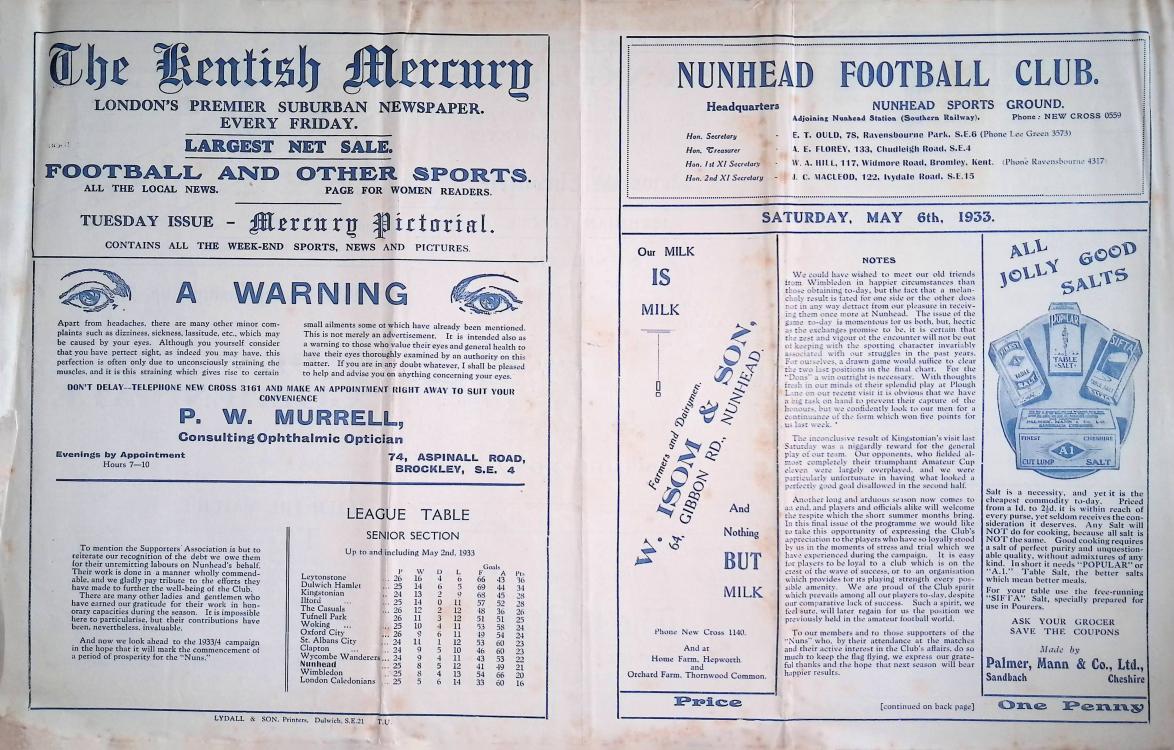 The Kentish Mercury
LONDON'S PREMIER SUBURBAN NEWSPAPER.
EVERY FRIDAY.
LARGEST NET SALE.
FOOTBALL AND OTHER SPORTS.
ALL THE LOCAL NEWS. PAGE FOR WOMEN READERS.
TUESDAY ISSUE - Mercury Pictorial.
CONTAINS ALL THE WEEK-END SPORTS, NEWS AND PICTURES.
A WARNING
Apart from headaches, there are many other minor com-
plaints such as dizziness, sickness, lassitude, etc., which may
be caused by your eyes. Although you yourself consider
that you have perfect sight, as indeed you may have, this
perfection is often only due to unconsciously straining the
muscles, and it is this straining which gives rise to certain
small ailments some of which have already been mentioned.
This is not merely an advertisement. It is intended also as
a warning to those who value their eyes and general health to
have their eyes thoroughly examined by an authority on this
matter. If you are in any doubt whatever, I shall be pleased
to help and advise you on anything concerning your eyes.
DON'T DELAY—TELEPHONE NEW CROSS 3161 AND MAKE AN APPOINTMENT RIGHT AWAY TO SUIT YOUR
CONVENIENCE
P. W. MURRELL,
Consulting Ophthalmic Optician
Evenings by Appointment
Hours 7—10
74, ASPINALL ROAD,
BROCKLEY, S.E. 4
To mention the Supporters' Association is but to
reiterate our recognition of the debt we owe them
for their unremitting labours on Nunhead's behalf.
Their work is done in a manner wholly commend-
able, and we gladly pay tribute to the efforts they
have made to further the well-being of the Club.
There are many other ladies and gentlemen who
have earned our gratitude for their work in hon-
orary capacities during the season. It is impossible
here to particularise, but their contributions have
been, nevertheless, invaluable.
And now we look ahead to the 1933/4 campaign
in the hope that it will mark the commencement of
a period of prosperity for the "Nuns."
LEAGUE TABLE
SENIOR SECTION
Up to and including May 2nd, 1933
Goals
P W D L F A Pts
Leytonstone ... 26 16 4 6 66 43 36
Dulwich Hamlet ... 25 14 6 5 69 44 34
Kingstonian ... 24 13 2 9 68 45 28
Ilford ... 25 14 0 11 57 52 28
The Casuals ... 26 12 2 12 48 36 26
Tufnell Park ... 26 11 3 12 51 51 25
Woking ... 25 10 4 11 53 58 24
Oxford City ... 26 9 6 11 49 54 24
St. Albans City ... 24 11 1 12 53 60 23
Clapton ... 24 9 5 10 46 60 23
Wycombe Wanderers ... 24 9 4 11 43 53 22
Nunhead ... 25 8 5 12 41 49 21
Wimbledon ... 25 8 4 13 54 66 20
London Caledonians ... 25 5 6 14 33 60 16
LYDALL & SON, Printers, Dulwich, S.E.21 T.U.
NUNHEAD FOOTBALL CLUB.
Headquarters NUNHEAD SPORTS GROUND.
Adjoining Nunhead Station (Southern Railway). Phone: NEW CROSS 0559
Hon. Secretary - E. T. OULD, 78, Ravensbourne Park, S.E.6 (Phone Lee Green 3573)
Hon. Treasurer - A. E. FLOREY, 133, Chudleigh Road, S.E.4
Hon. 1st XI Secretary - W. A. HILL, 117, Widmore Road, Bromley, Kent. (Phone Ravensbourne 4317)
Hon. 2nd XI Secretary - J. C. MACLEOD, 122, Ivydale Road, S.E.15
SATURDAY, MAY 6th, 1933.
Our MILK
IS
MILK
!
W. ISOM & SON,
Farmers and Dairymen.
64, GIBBON RD., NUNHEAD.
And
Nothing
BUT
MILK
Phone New Cross 1140.
And at
Home Farm, Hepworth
and
Orchard Farm, Thornwood Common.
NOTES
We could have wished to meet our old friends
from Wimbledon in happier circumstances than
those obtaining to-day, but the fact that a melan-
choly result is fated for one side or the other does
not in any way detract from our pleasure in receiv-
ing them once more at Nunhead. The issue of the
game to-day is momentous for us both, but, hectic
as the exchanges promise to be, it is certain that
the zest and vigour of the encounter will not be out
of keeping with the sporting character invariably
associated with our struggles in the past years.
For ourselves, a drawn game would suffice to clear
the two last positions in the final chart. For the
"Dons" a win outright is necessary. With thoughts
fresh in our minds of their splendid play at Plough
Lane on our recent visit it is obvious that we have
a big task on hand to prevent their capture of the
honours, but we confidently look to our men for a
continuance of the form which won five points for
us last week.
The inconclusive result of Kingstonian's visit last
Saturday was a niggardly reward for the general
play of our team. Our opponents, who fielded al-
most completely their triumphant Amateur Cup
eleven were largely overplayed, and we were
particularly unfortunate in having what looked a
perfectly good goal disallowed in the second half.
Another long and arduous season now comes to
an end, and players and officials alike will welcome
the respite which the short summer months bring.
In this final issue of the programme we would like
to take this opportunity of expressing the Club's
appreciation to the players who have so loyally stood
by us in the moments of stress and trial which we
have experienced during the campaign. It is easy
for players to be loyal to a club which is on the
crest of the wave of success, or to an organisation
which provides for its playing strength every pos-
sible amenity. We are proud of the Club spirit
which prevails among all our players to-day, despite
our comparative lack of success. Such a spirit, we
feel sure, will later regain for us the position we
previously held in the amateur football world.
To our members and to those supporters of the
"Nuns" who, by their attendance at the matches
and their active interest in the Club's affairs, do so
much to keep the flag flying, we express our grate-
ful thanks and the hope that next season will bear
happier results.
[continued on back page]
ALL
JOLLY GOOD
SALTS
POPULAR
TABLE
SALT
SIFTA
TABLE SALT
FINEST CHESHIRE
A1
CUT LUMP SALT
Salt is a necessity, and yet it is the
cheapest commodity to-day. Priced
from a 1d. to 2½d. it is within reach of
every purse, yet seldom receives the con-
sideration it deserves. Any Salt will
NOT do for cooking, because all salt is
NOT the same. Good cooking requires
a salt of perfect purity and unquestion-
able quality, without admixtures of any
kind. In short it needs "POPULAR" or
"A.1." Table Salt, the better salts
which mean better meals.
For your table use the free-running
"SIFTA" Salt, specially prepared for
use in Pourers.
ASK YOUR GROCER
SAVE THE COUPONS
Made by
Palmer, Mann & Co., Ltd.,
Sandbach Cheshire
Price One Penny